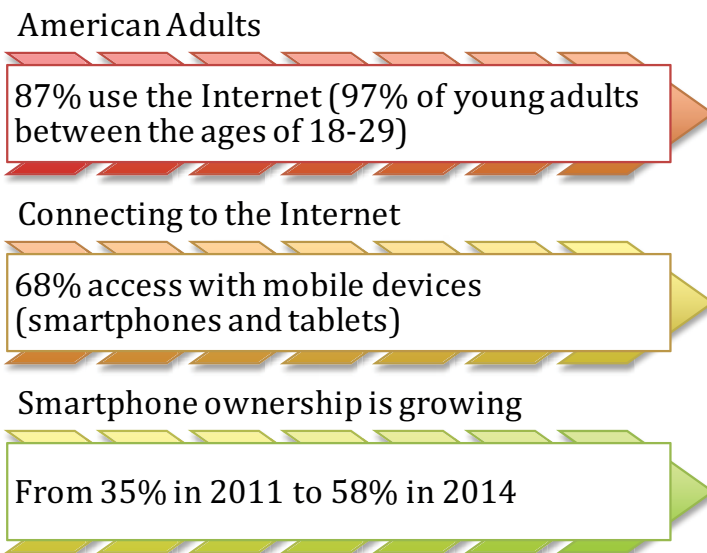 American Adults
87% use the Internet (97% of young adults
between the ages of 18-29)
Connecting to the Internet
68% access with mobile devices
(smartphones and tablets)
Smartphone ownership is growing
From 35% in 2011 to 58% in 2014